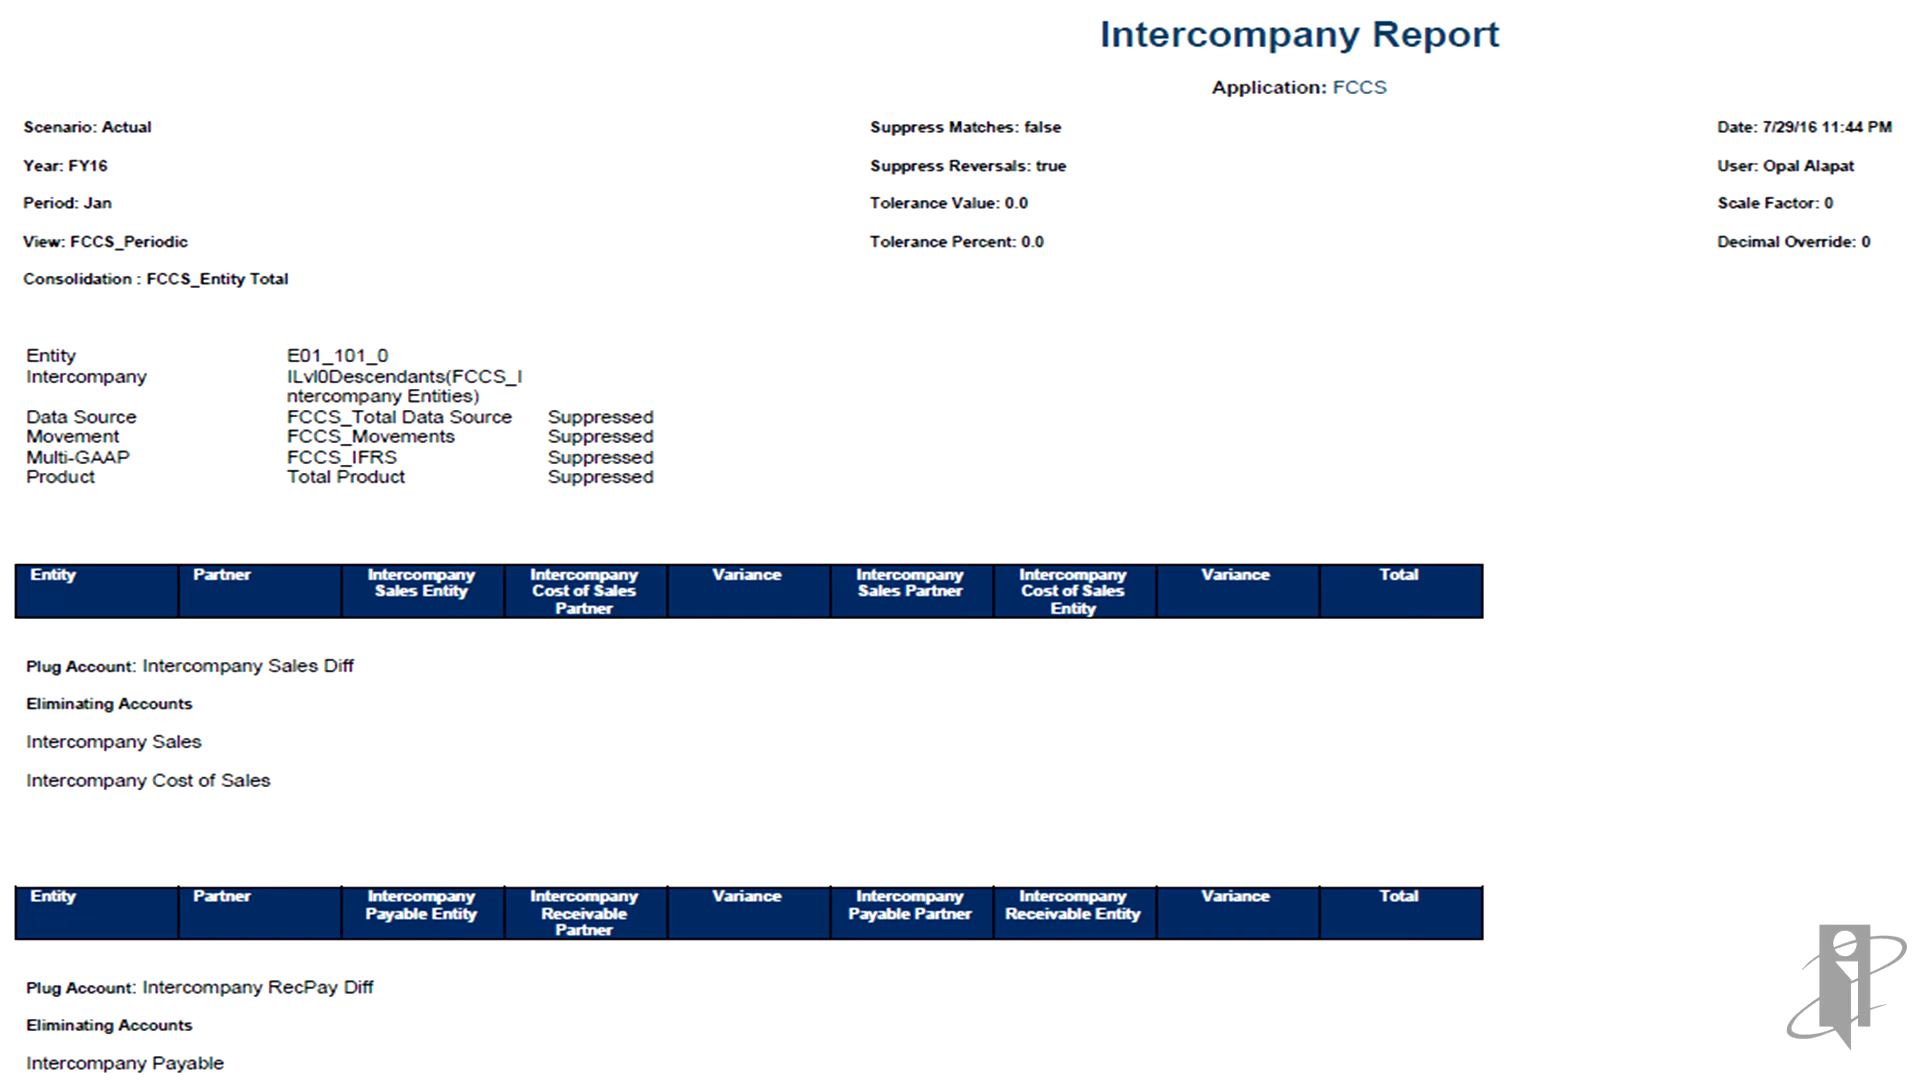 Intercompany Report
Application: FCCS
Scenario: Actual Suppress Matches: false Date: 7/29/16 11:44 PM
Year: FY16 Suppress Reversals: true User: Opal Alapat
Period: Jan Tolerance Value: 0.0 Scale Factor: 0
View: FCCS_Periodic Tolerance Percent: 0.0 Decimal Override: 0
Consolidation : FCCS_Entity Total
Entity E01_101_0
Intercompany ILvl0Descendants(FCCS_I
ntercompany Entities)
Data Source FCCS_Total Data Source Suppressed
Movement FCCS_Movements Suppressed
Multi-GAAP FCCS_IFRS Suppressed
Product Total Product Suppressed
Entity Partner Intercompany Intercompany Variance Intercompany Intercompany Variance Total
Sales Entity Cost of Sales Sales Partner Cost of Sales
Partner Entity
Plug Account: Intercompany Sales Diff
Eliminating Accounts
Intercompany Sales
Intercompany Cost of Sales
Entity Partner Intercompany Intercompany Variance Intercompany Intercompany Variance Total
Payable Entity Receivable Payable Partner Receivable Entity
Partner
Plug Account: Intercompany RecPay Diff
Eliminating Accounts
Intercompany Payable